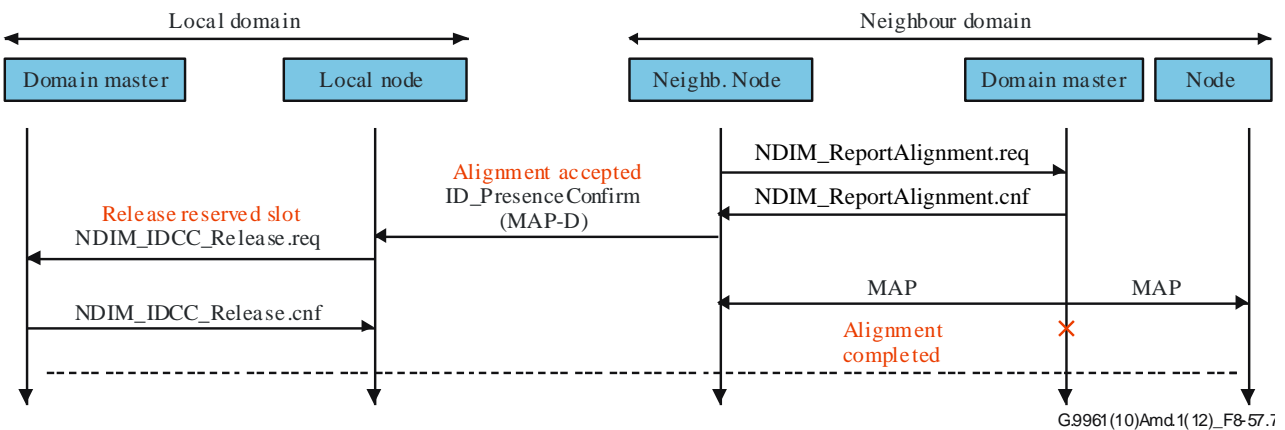 Local domain
Neighbour domain
Domain master
Local node
Neighb. Node
Domain master
Node
NDIM_ReportAlignment.req
Alignment accepted
ID_PresenceConfirm
(MAP-D)
NDIM_ReportAlignment.cnf
Release reserved slot
NDIM_IDCC_Release.req
MAP
MAP
NDIM_IDCC_Release.cnf
Alignment
completed
G.9961(10)Amd.1(12)_F8-57.7